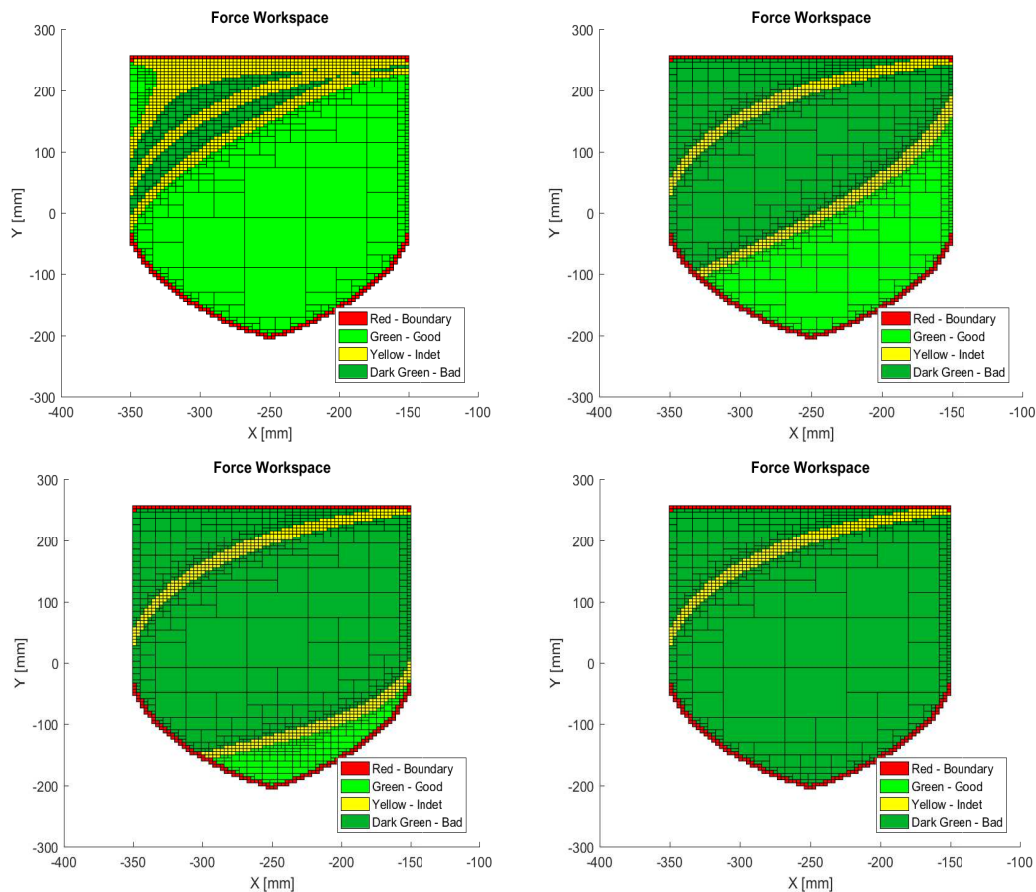 Force Workspace
300
200
100
0
-100
-200
-300
Y [mm]
-400 -350 -300 -250 -200 -150 -100
X [mm]
Red - Boundary
Green - Good
Yellow - Indet
Dark Green - Bad
Force Workspace
300
200
100
0
-100
-200
-300
Y [mm]
-400 -350 -300 -250 -200 -150 -100
X [mm]
Red - Boundary
Green - Good
Yellow - Indet
Dark Green - Bad
Force Workspace
300
200
100
0
-100
-200
-300
Y [mm]
-400 -350 -300 -250 -200 -150 -100
X [mm]
Red - Boundary
Green - Good
Yellow - Indet
Dark Green - Bad
Force Workspace
300
200
100
0
-100
-200
-300
Y [mm]
-400 -350 -300 -250 -200 -150 -100
X [mm]
Red - Boundary
Green - Good
Yellow - Indet
Dark Green - Bad